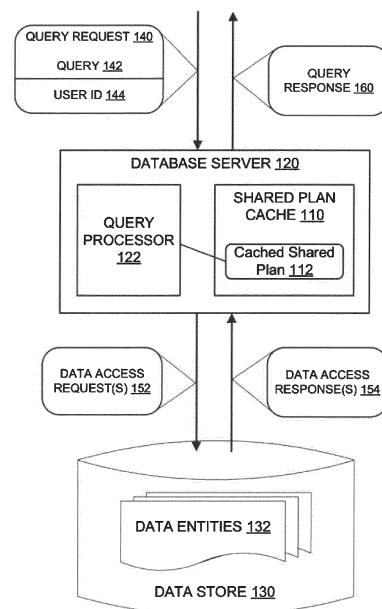 QUERY REQUEST 140
QUERY
142
USER ID 144
QUERY
RESPONSE 160
DATABASE SERVER 120
QUERY
PROCESSOR
122
SHARED PLAN
CACHE 110
Cached Shared
Plan 112
DATA ACCESS
REQUEST(S) 152
DATA ACCESS
RESPONSE(S) 154
DATA ENTITIES 132
DATA STORE 130